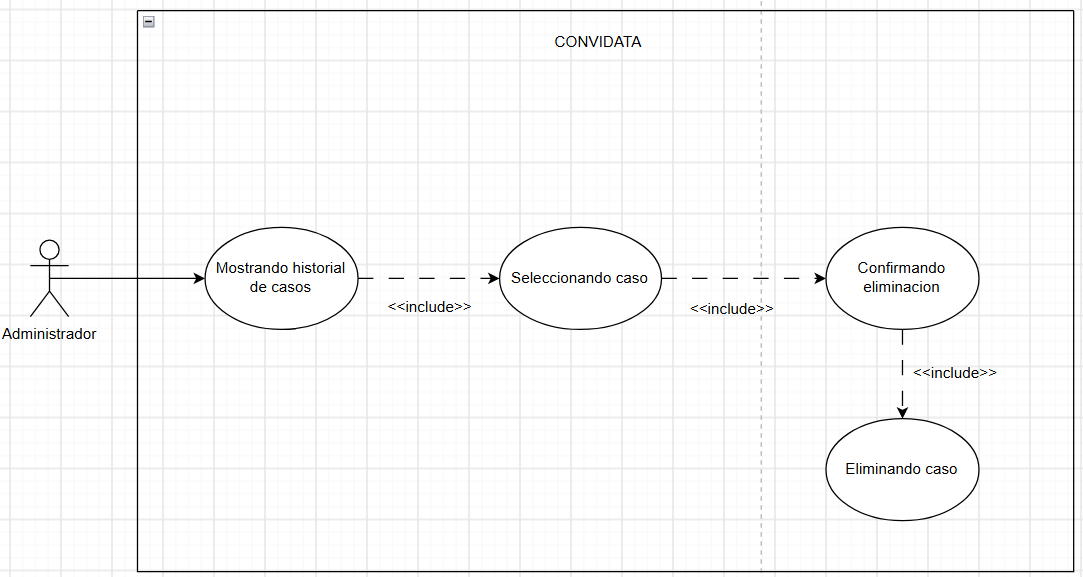 CONVIDATA
Mostrando historial
de casos
Seleccionando caso
Confirmando
eliminacion
<<include>>
<<include>>
Administrador
<<include>>
Eliminando caso